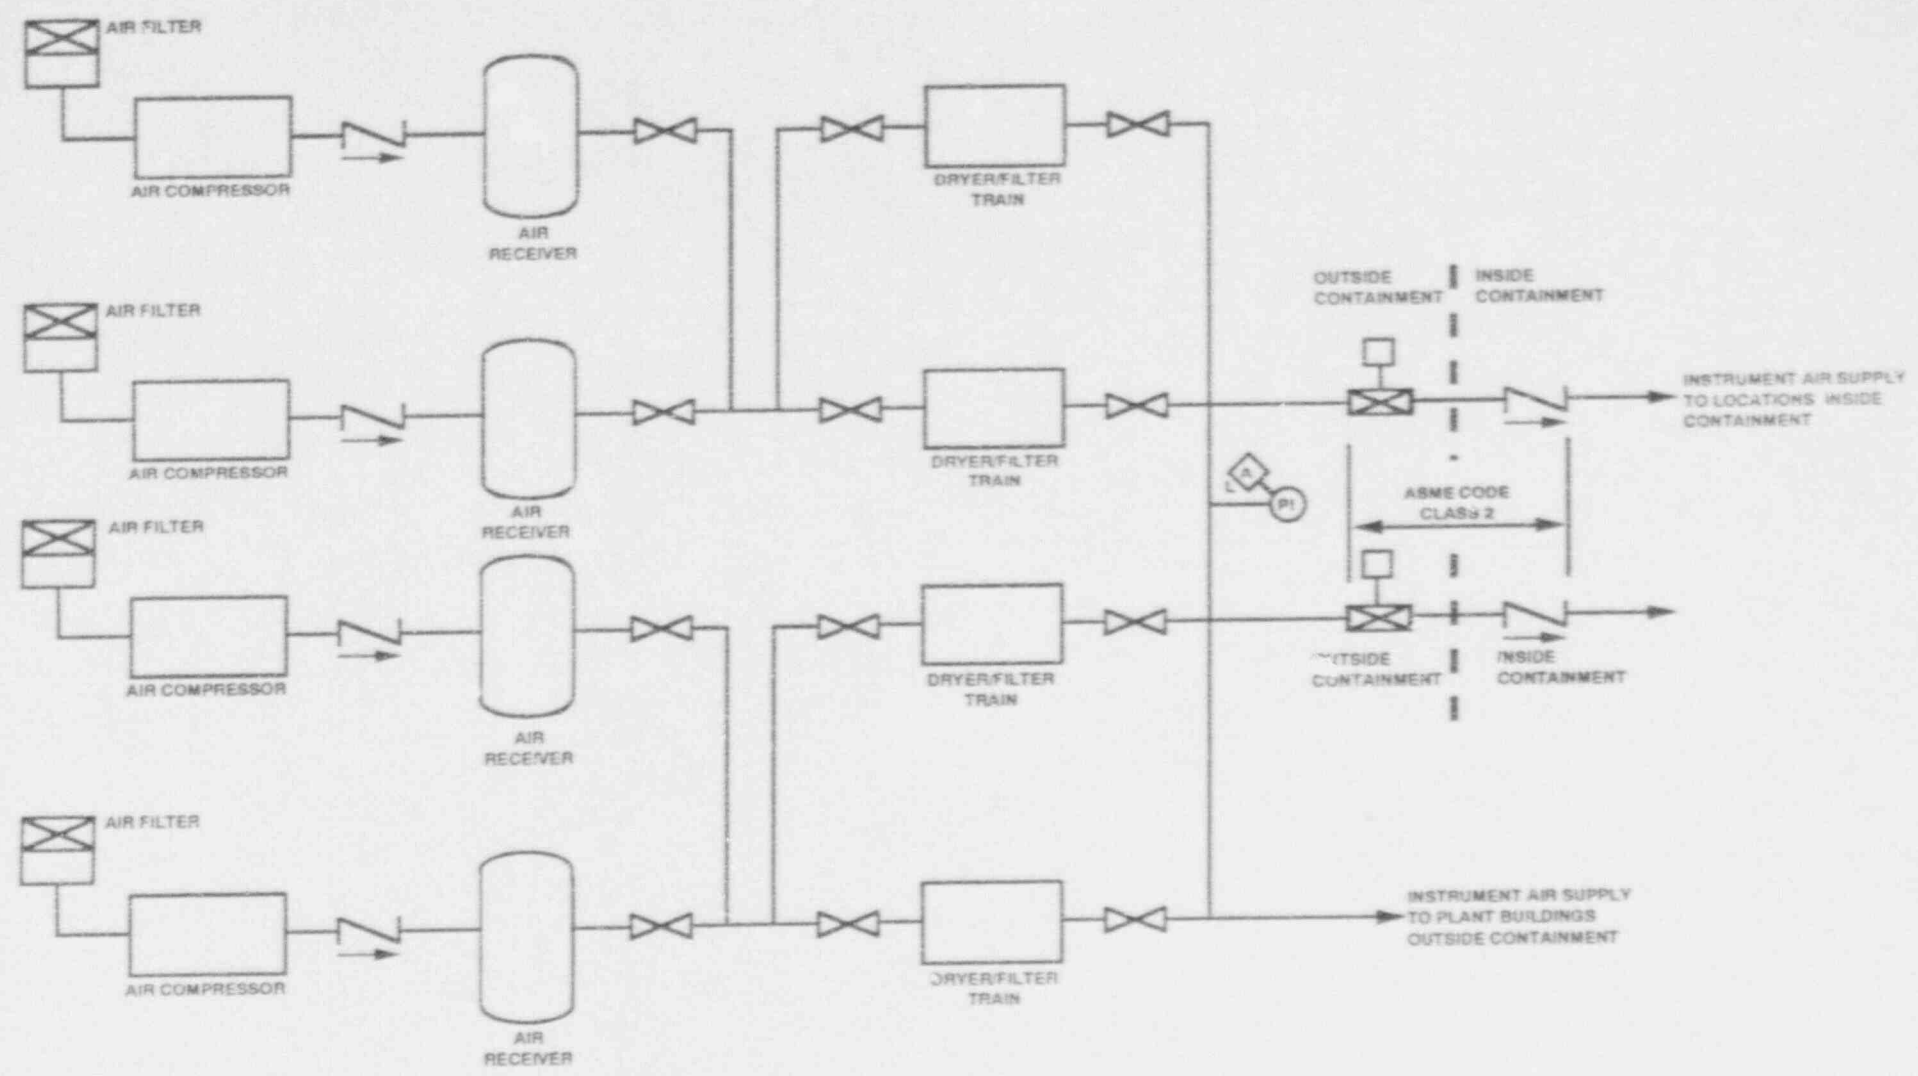 AIR FILTER
AIR COMPRESSOR
AIR
RECEIVER
DRYER/FILTER
TRAIN
AIR FILTER
AIR COMPRESSOR
AIR
RECEIVER
DRYER/FILTER
TRAIN
OUTSIDE
CONTAINMENT
INSIDE
CONTAINMENT
INSTRUMENT AIR SUPPLY
TO LOCATIONS INSIDE
CONTAINMENT
A
L
PI
ASME CODE
CLASS 2
AIR FILTER
AIR COMPRESSOR
AIR
RECEIVER
DRYER/FILTER
TRAIN
OUTSIDE
CONTAINMENT
INSIDE
CONTAINMENT
AIR FILTER
AIR COMPRESSOR
AIR
RECEIVER
DRYER/FILTER
TRAIN
INSTRUMENT AIR SUPPLY
TO PLANT BUILDINGS
OUTSIDE CONTAINMENT